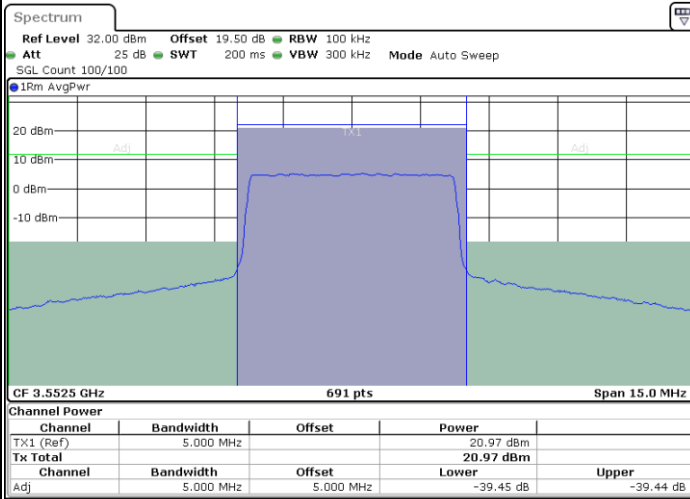 Spectrum
Ref Level 32.00 dBm Offset 19.50 dB RBW 100 kHz
Att 25 dB SWT 200 ms VBW 300 kHz Mode Auto Sweep
SGL Count 100/100
1Rm AvgPwr
TX1
20 dBm
Adj Adj
10 dBm
0 dBm
-10 dBm
CF 3.5525 GHz 691 pts Span 15.0 MHz
Channel Power
Channel Bandwidth Offset Power
TX1 (Ref) 5.000 MHz 20.97 dBm
Tx Total 20.97 dBm
Channel Bandwidth Offset Lower Upper
Adj 5.000 MHz 5.000 MHz -39.45 dB -39.44 dB